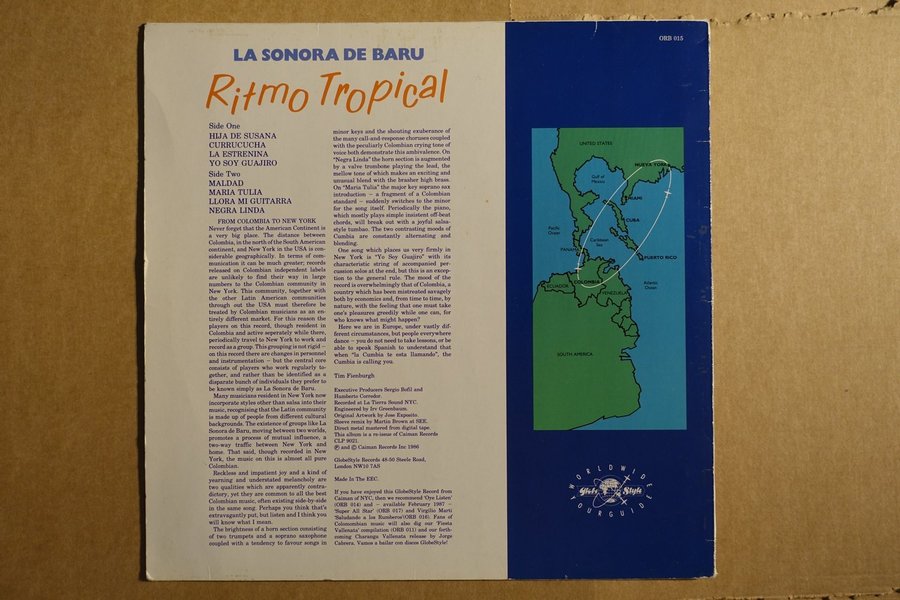 LA SONORA DE BARU
Ritmo Tropical
Side One
HIJA DE SUSANA
CURRUCUCHA
LA ESTRENINA
YO SOY GUAJIRO
Side Two
MALDAD
MARIA TULIA
LLORA MI GUITARRA
NEGRA LINDA
FROM COLOMBIA TO NEW YORK
Never forget that the American Continent is
a very big place. The distance between
Colombia, in the north of the South American
continent, and New York in the USA is con-
siderable geographically. In terms of com-
munication it can be much greater; records
released on Colombian independent labels
are unlikely to find their way in large
numbers to the Colombian community in
New York. This community, together with
the other Latin American communities
through out the USA must therefore be
treated by Colombian musicians as an en-
tirely different market. For this reason the
players on this record, though resident in
Colombia and active seperately while there,
periodically travel to New York to work and
record as a group. This grouping is not rigid –
on this record there are changes in personnel
and instrumentation – but the central core
consists of players who work regularly to-
gether, and rather than be identified as a
disparate bunch of individuals they prefer to
be known simply as La Sonora de Baru.
Many musicians resident in New York now
incorporate styles other than salsa into their
music, recognising that the Latin community
is made up of people from different cultural
backgrounds. The existence of groups like La
Sonora de Baru, moving between two worlds,
promotes a process of mutual influence, a
two-way traffic between New York and
home. That said, though recorded in New
York, the music on this is almost all pure
Colombian.
Reckless and impatient joy and a kind of
yearning and understated melancholy are
two qualities which are apparently contra-
dictory, yet they are common to all the best
Colombian music, often existing side-by-side
in the same song. Perhaps you think that's
extravagantly put, but listen and I think you
will know what I mean.
The brightness of a horn section consisting
of two trumpets and a soprano saxophone
coupled with a tendency to favour songs in
minor keys and the shouting exuberance of
the many call-and-response choruses coupled
with the peculiarly Colombian crying tone of
voice both demonstrate this ambivalence. On
"Negra Linda" the horn section is augmented
by a valve trombone playing the lead, the
mellow tone of which makes an exciting and
unusual blend with the brasher high brass.
On "Maria Tulia" the major key soprano sax
introduction – a fragment of a Colombian
standard – suddenly switches to the minor
for the song itself. Periodically the piano,
which mostly plays simple insistent off-beat
chords, will break out with a joyful salsa-
style tumbao. The two contrasting moods of
Cumbia are constantly alternating and
blending.
One song which places us very firmly in
New York is "Yo Soy Guajiro" with its
characteristic string of accompanied per-
cussion solos at the end, but this is an excep-
tion to the general rule. The mood of the
record is overwhelmingly that of Colombia, a
country which has been mistreated savagely
both by economics and, from time to time, by
nature, with the feeling that one must take
one's pleasures greedily while one can, for
who knows what might happen?
Here we are in Europe, under vastly dif-
ferent circumstances, but people everywhere
dance – you do not need to take lessons, or be
able to speak Spanish to understand that
when "la Cumbia te esta llamando", the
Cumbia is calling you.
Tim Fienburgh
Executive Producers Sergio Bofil and
Humberto Corredor.
Recorded at La Tierra Sound NYC.
Engineered by Irv Greenbaum.
Original Artwork by Jose Exposito.
Sleeve remix by Martin Brown at SEE.
Direct metal mastered from digital tape.
This album is a re-issue of Caiman Records
CLP 9021.
℗ and © Caiman Records Inc 1986
GlobeStyle Records 48-50 Steele Road,
London NW10 7AS
Made In The EEC.
If you have enjoyed this GlobeStyle Record from
Caiman of NYC, then we recommend 'Oye Listen'
(ORB 014) and – available February 1987 –
'Super All Star' (ORB 017) and Virgilio Marti
'Saludando a los Rumberos'(ORB 016). Fans of
Colomombian music will also dig our 'Fiesta
Vallenata' compilation (ORB 011) and our forth-
coming Charanga Vallenata release by Jorge
Cabrera. Vamos a bailar con discos GlobeStyle!
ORB 015
UNITED STATES
NUEVA YORK
Gulf of
Mexico
MIAMI
CUBA
Pacific
Ocean
Caribbean
Sea
PANAMA
PUERTO RICO
COLOMBIA
ECUADOR
VENEZUELA
Atlantic
Ocean
SOUTH AMERICA
WORLDWIDE
Globe Style
YOUR GUIDE